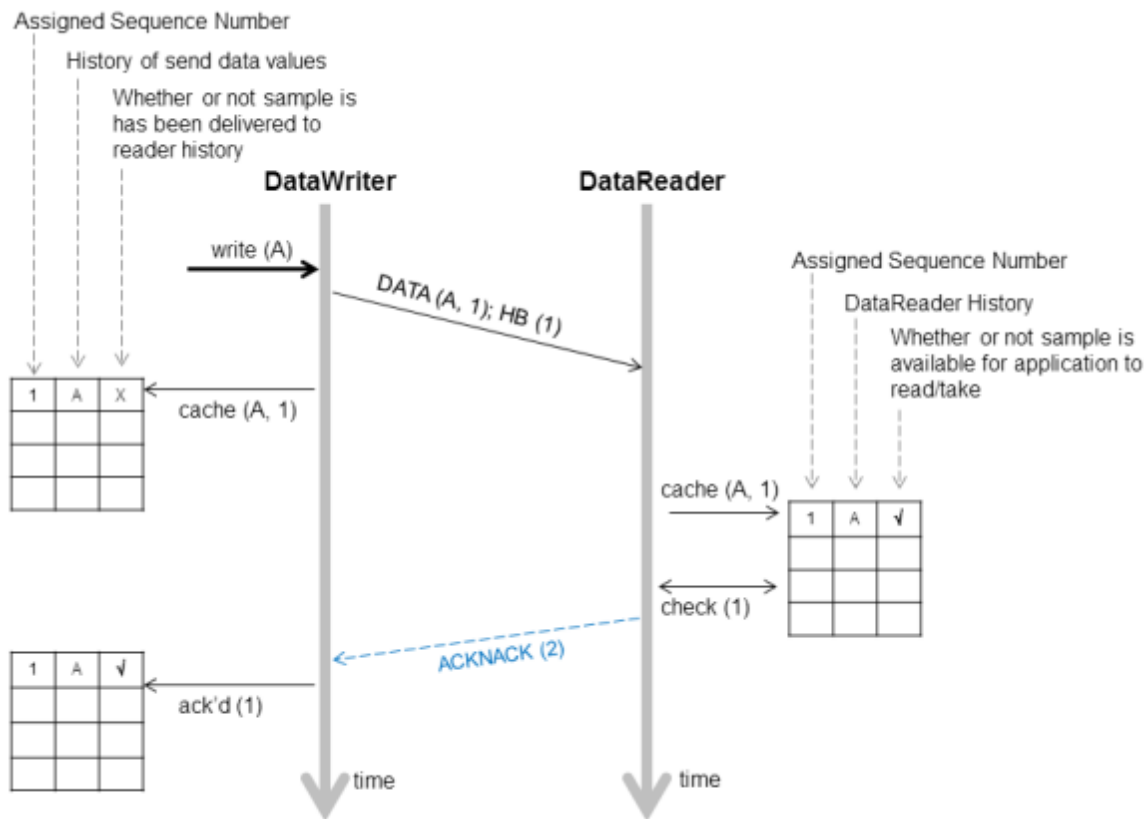 Assigned Sequence Number
History of send data values
Whether or not sample is
has been delivered to
reader history
DataWriter
DataReader
write (A)
DATA (A, 1); HB (1)
Assigned Sequence Number
DataReader History
Whether or not sample is
available for application to
read/take
1 A X
cache (A, 1)
cache (A, 1)
1 A √
check (1)
ACKNACK (2)
1 A √
ack'd (1)
time
time